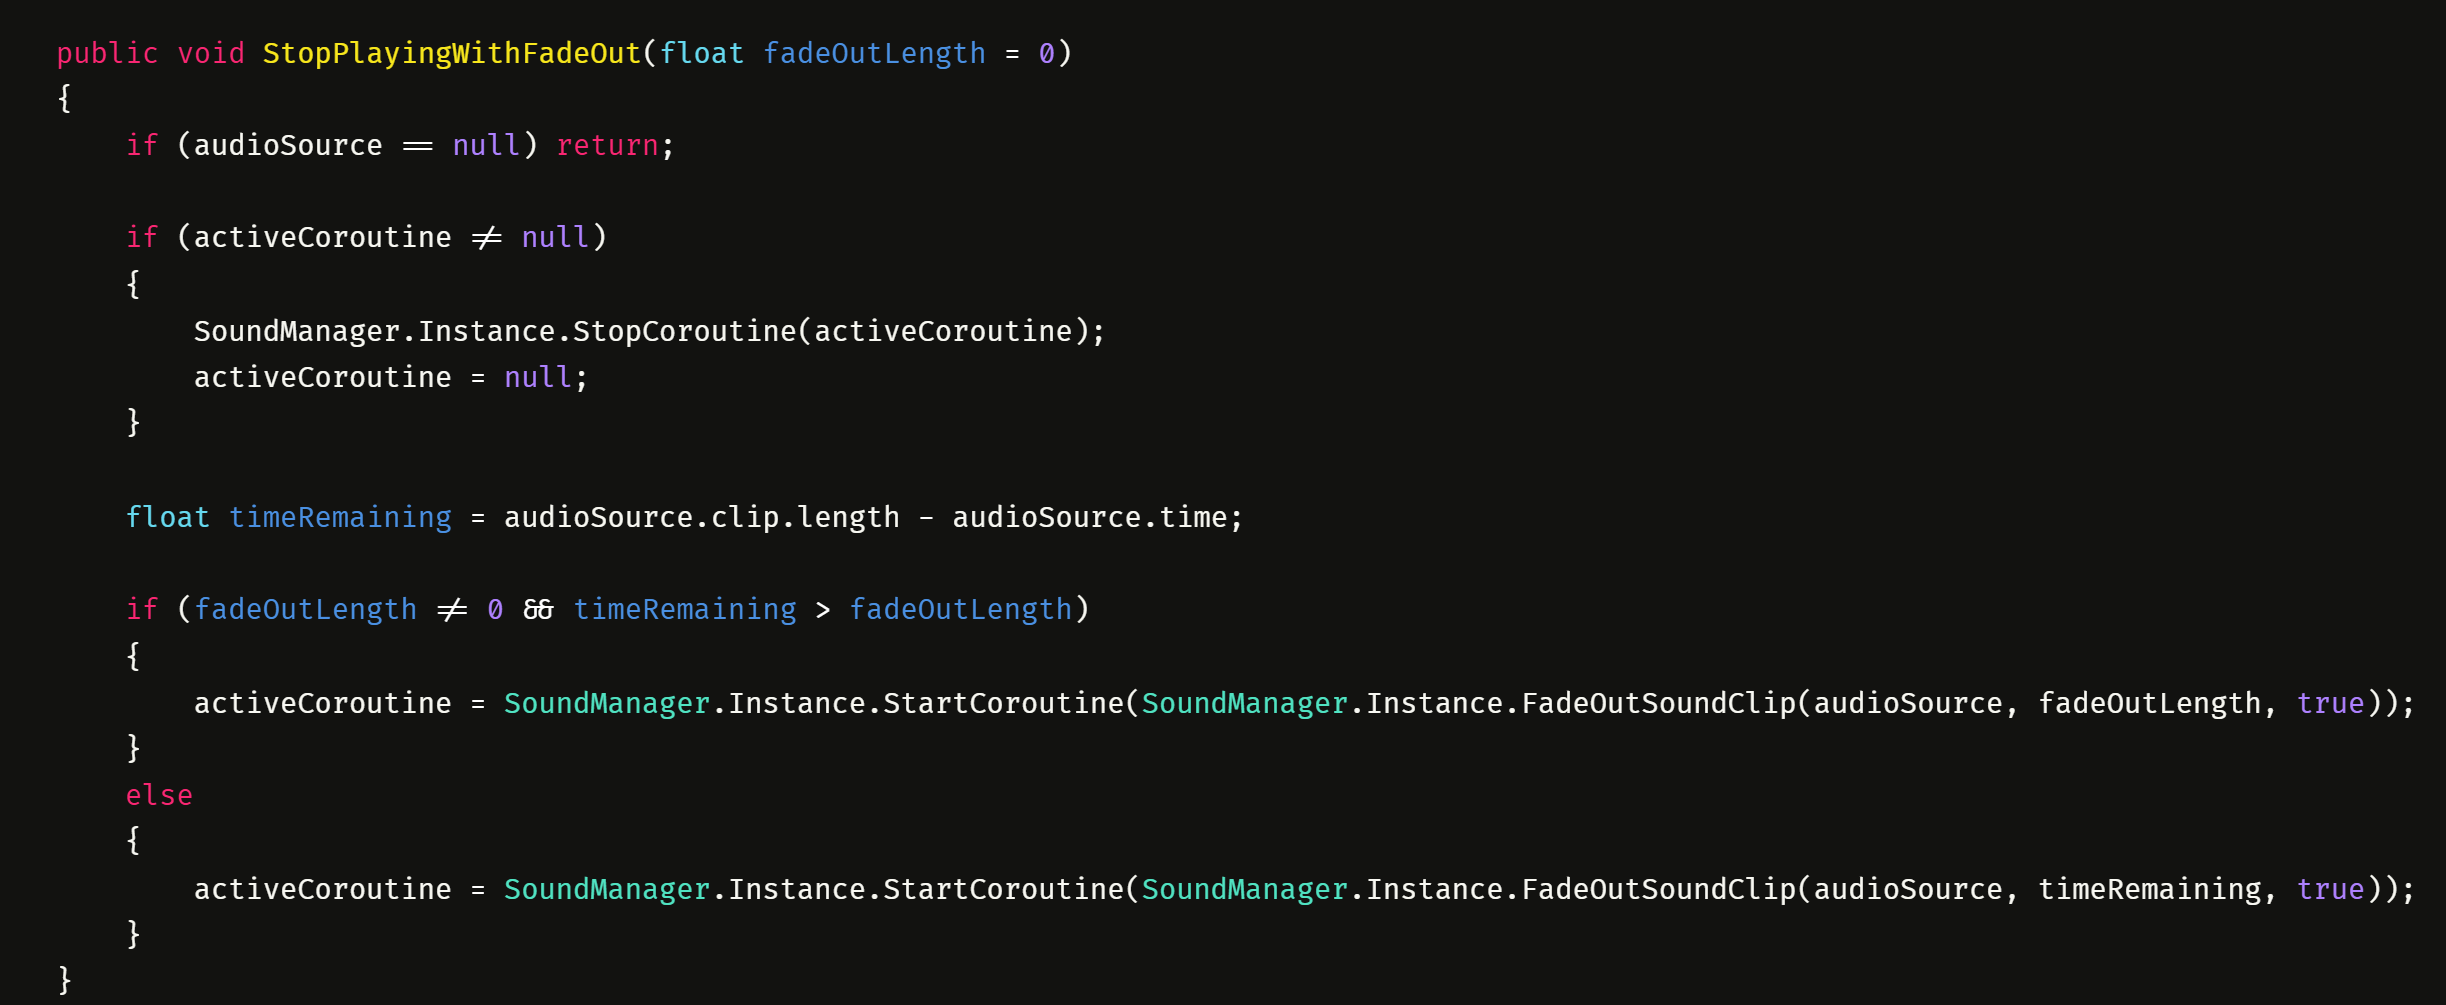 public void StopPlayingWithFadeOut(float fadeOutLength = 0)
{
    if (audioSource == null) return;

    if (activeCoroutine != null)
    {
        SoundManager.Instance.StopCoroutine(activeCoroutine);
        activeCoroutine = null;
    }

    float timeRemaining = audioSource.clip.length - audioSource.time;

    if (fadeOutLength != 0 && timeRemaining > fadeOutLength)
    {
        activeCoroutine = SoundManager.Instance.StartCoroutine(SoundManager.Instance.FadeOutSoundClip(audioSource, fadeOutLength, true));
    }
    else
    {
        activeCoroutine = SoundManager.Instance.StartCoroutine(SoundManager.Instance.FadeOutSoundClip(audioSource, timeRemaining, true));
    }
}